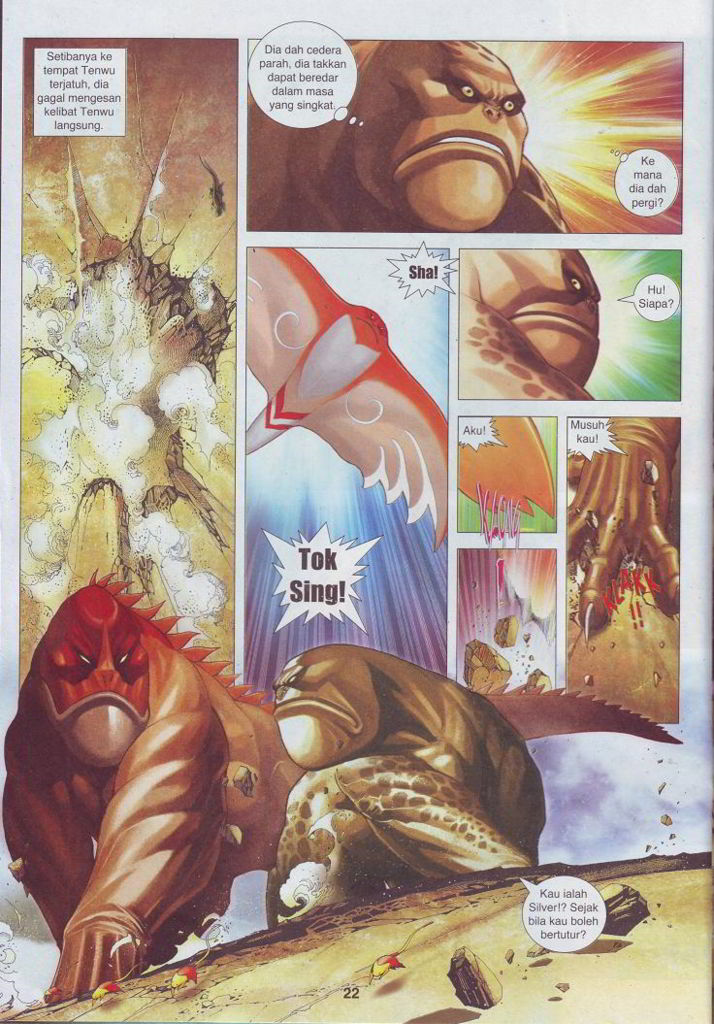 Setibanya ke
tempat Tenwu
terjatuh, dia
gagal mengesan
kelibat Tenwu
langsung.
Dia dah cedera
parah, dia takkan
dapat beredar
dalam masa
yang singkat.
Ke
mana
dia dah
pergi?
Sha!
Tok
Sing!
Hu!
Siapa?
Aku!
Musuh
kau!
KLANG
!
KLAKK
!!
Kau ialah
Silver!? Sejak
bila kau boleh
bertutur?
22